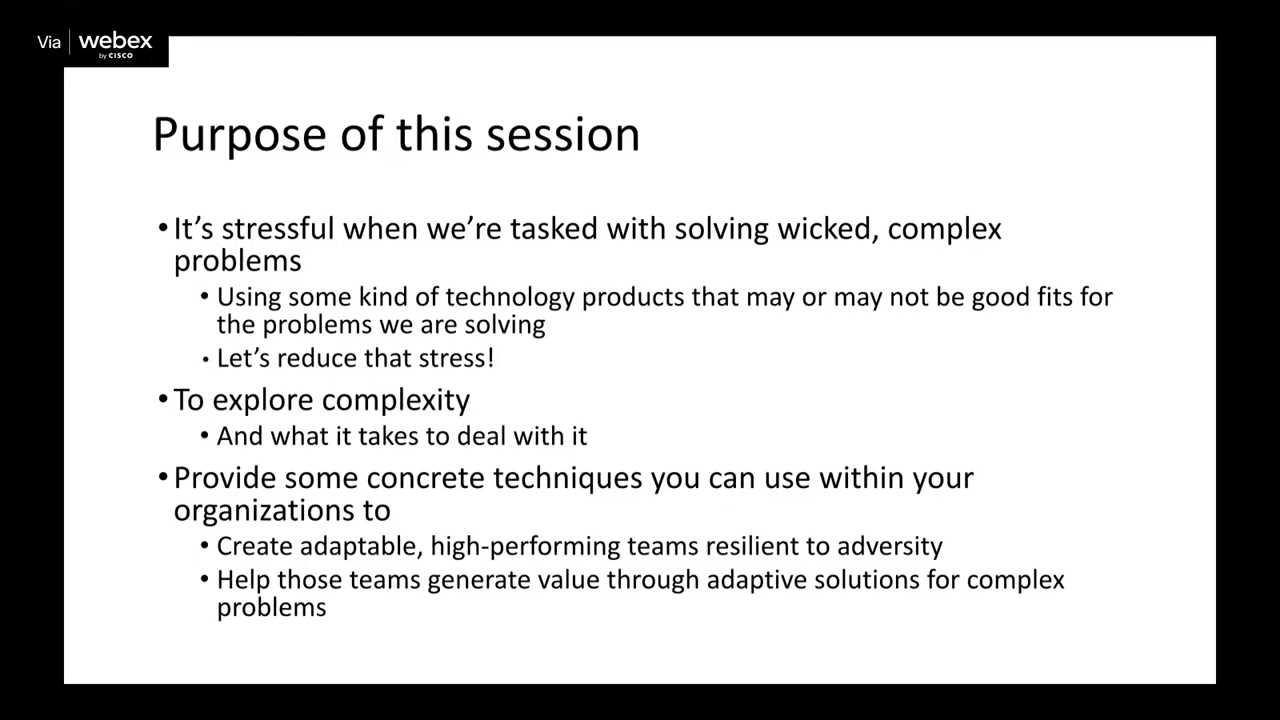 Via webex
by CISCO
Purpose of this session
• It’s stressful when we’re tasked with solving wicked, complex
problems
• Using some kind of technology products that may or may not be good fits for
the problems we are solving
• Let’s reduce that stress!
• To explore complexity
• And what it takes to deal with it
• Provide some concrete techniques you can use within your
organizations to
• Create adaptable, high-performing teams resilient to adversity
• Help those teams generate value through adaptive solutions for complex
problems